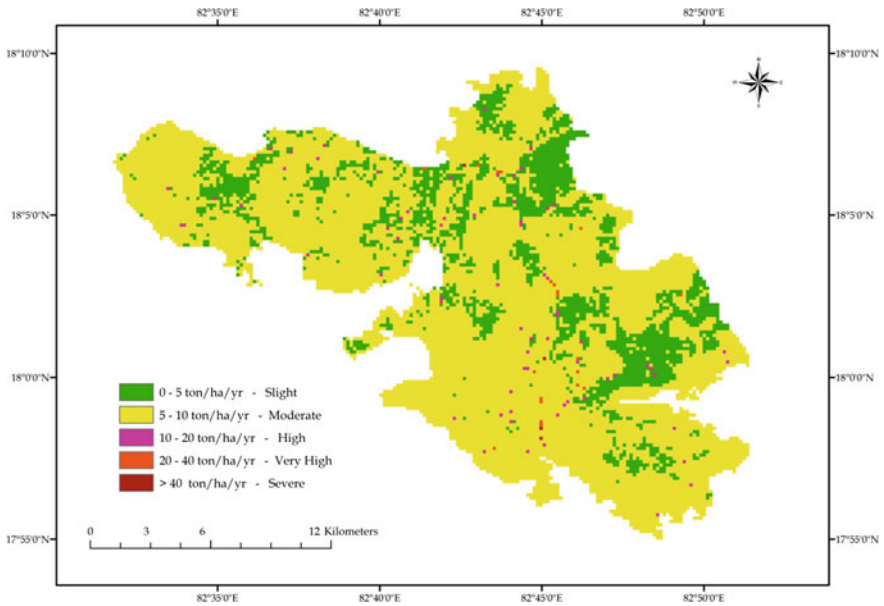 82°35'0"E 82°40'0"E 82°45'0"E 82°50'0"E
18°10'0"N 18°10'0"N
N
W E
S
18°5'0"N 18°5'0"N
18°0'0"N 18°0'0"N
0 - 5 ton/ha/yr - Slight
5 - 10 ton/ha/yr - Moderate
10 - 20 ton/ha/yr - High
20 - 40 ton/ha/yr - Very High
> 40 ton/ha/yr - Severe
0 3 6 12 Kilometers
17°55'0"N 17°55'0"N
82°35'0"E 82°40'0"E 82°45'0"E 82°50'0"E